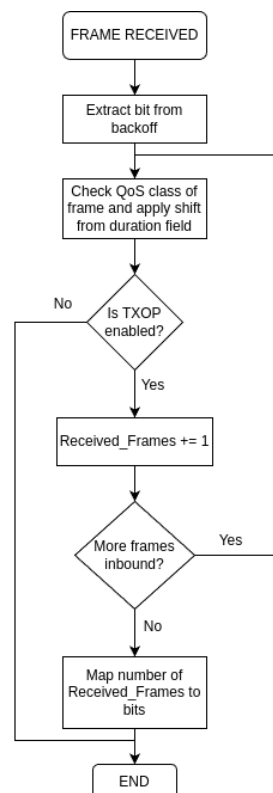 FRAME RECEIVED
Extract bit from
backoff
Check QoS class of
frame and apply shift
from duration field
No
Is TXOP
enabled?
Yes
Received_Frames += 1
More frames
inbound?
Yes
No
Map number of
Received_Frames to
bits
END